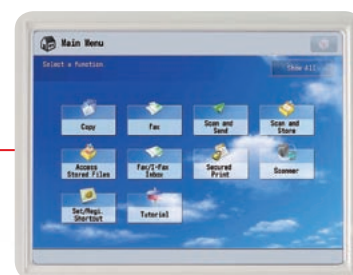 Main Menu
Select a function.
Show All
Copy
Fax
Scan and
Send
Scan and
Store
Access
Stored Files
Fax/I-Fax
Inbox
Secured
Print
Scanner
Set/Regi.
Shortcut
Tutorial